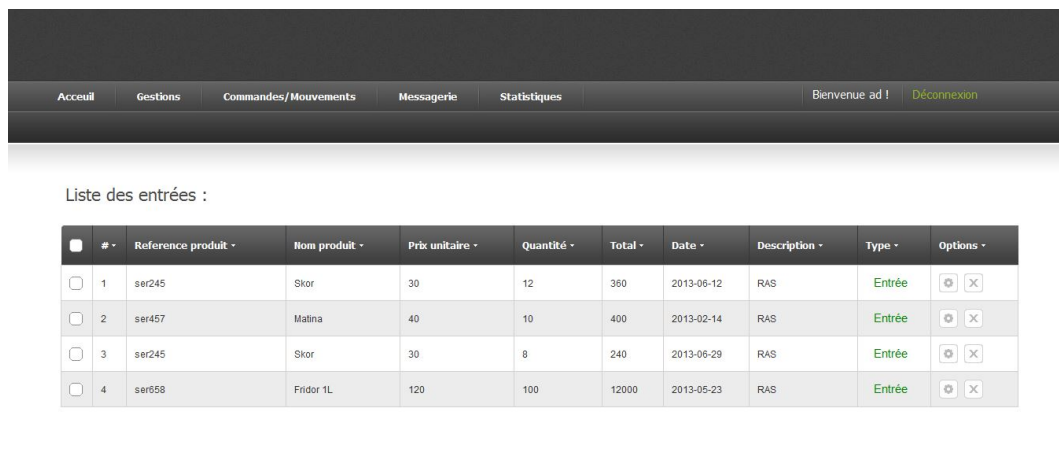 Acceuil Gestions Commandes/Mouvements Messagerie Statistiques Bienvenue ad ! Déconnexion
Liste des entrées :
# Reference produit Nom produit Prix unitaire Quantité Total Date Description Type Options
1 ser245 Skor 30 12 360 2013-06-12 RAS Entrée
2 ser457 Matina 40 10 400 2013-02-14 RAS Entrée
3 ser245 Skor 30 8 240 2013-06-29 RAS Entrée
4 ser658 Fridor 1L 120 100 12000 2013-05-23 RAS Entrée